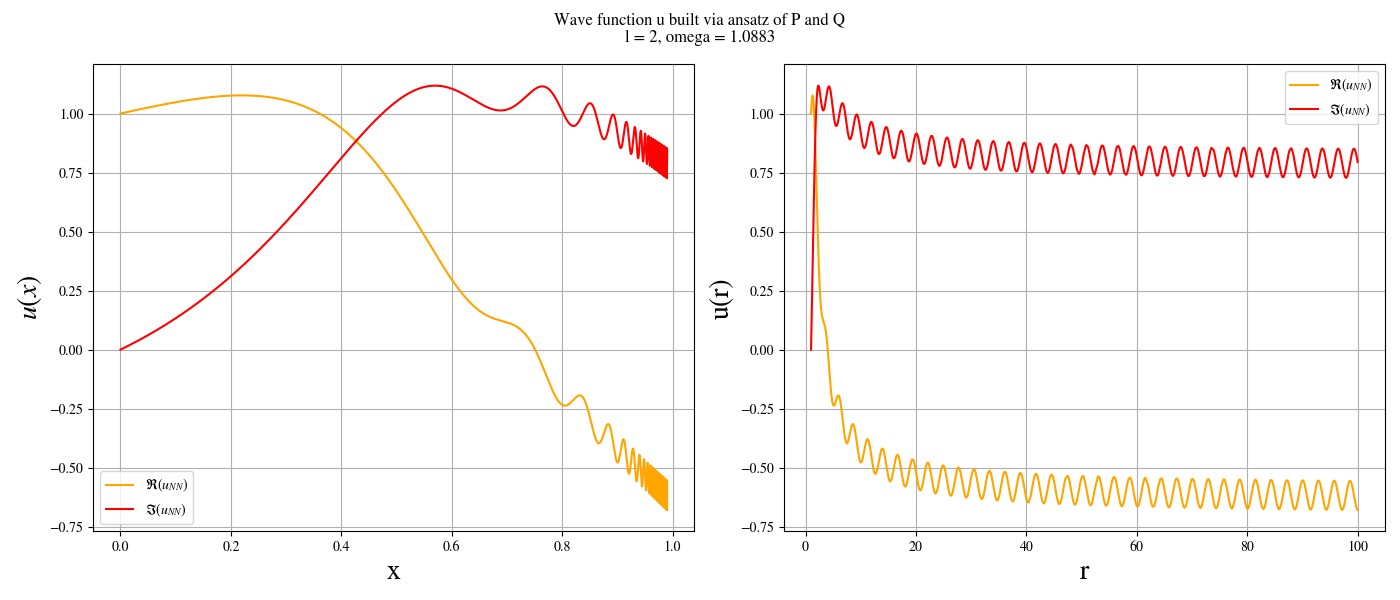 Wave function u built via ansatz of P and Q
l = 2, omega = 1.0883
u(x)
1.00
0.75
0.50
0.25
0.00
−0.25
−0.50
−0.75
0.0 0.2 0.4 0.6 0.8 1.0
x
ℜ(u_NN)
ℑ(u_NN)
u(r)
1.00
0.75
0.50
0.25
0.00
−0.25
−0.50
−0.75
0 20 40 60 80 100
r
ℜ(u_NN)
ℑ(u_NN)